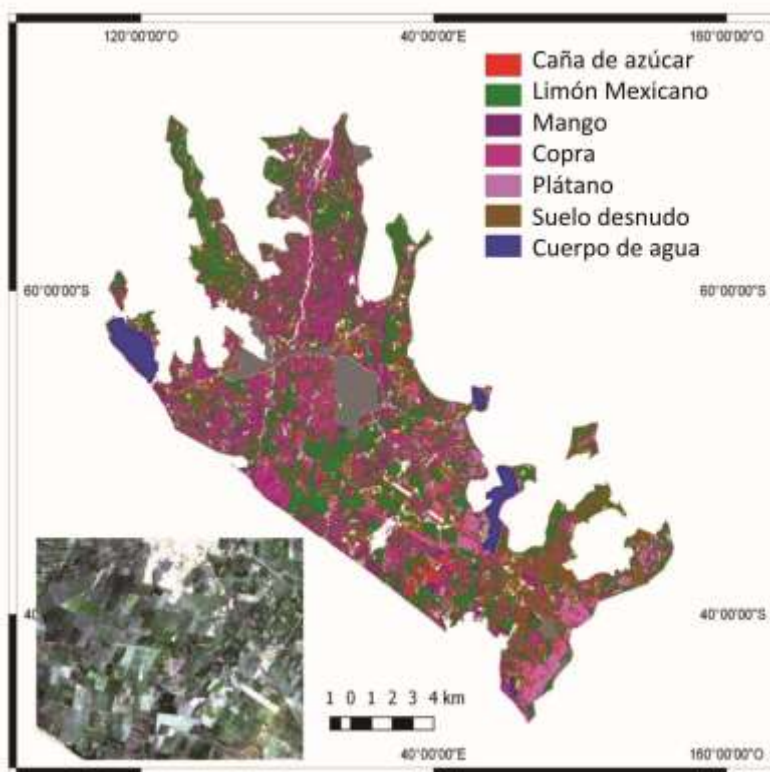 120°00'00"O
40°00'00"E
160°00'00"O
Caña de azúcar
Limón Mexicano
Mango
Copra
Plátano
Suelo desnudo
Cuerpo de agua
60°00'00"S
60°00'00"S
40°00'00"S
1 0 1 2 3 4 km
40°00'00"E
160°00'00"O